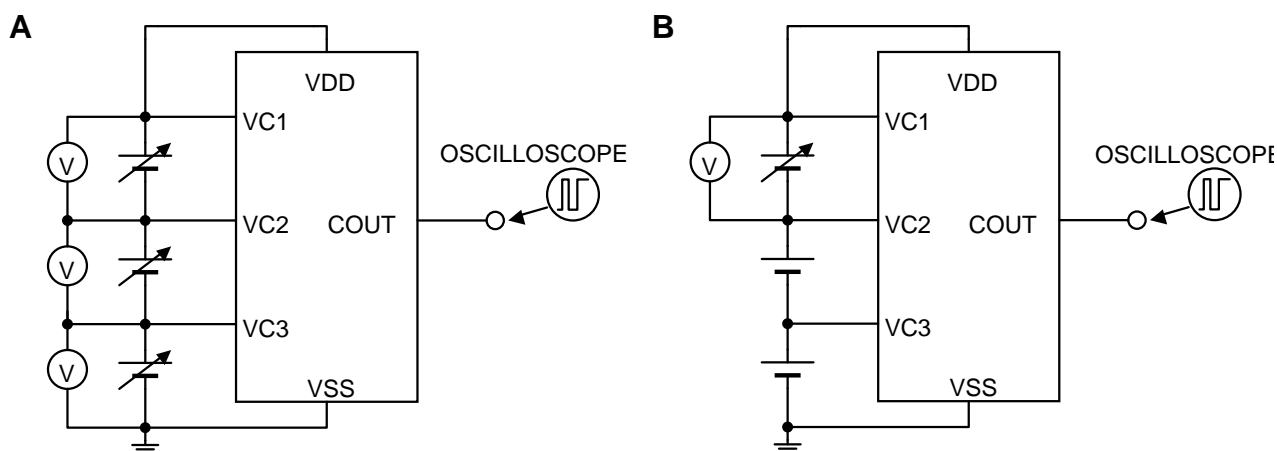 A
VDD
VC1
V
OSCILLOSCOPE
VC2
COUT
V
VC3
V
VSS
B
VDD
VC1
V
OSCILLOSCOPE
VC2
COUT
VC3
VSS